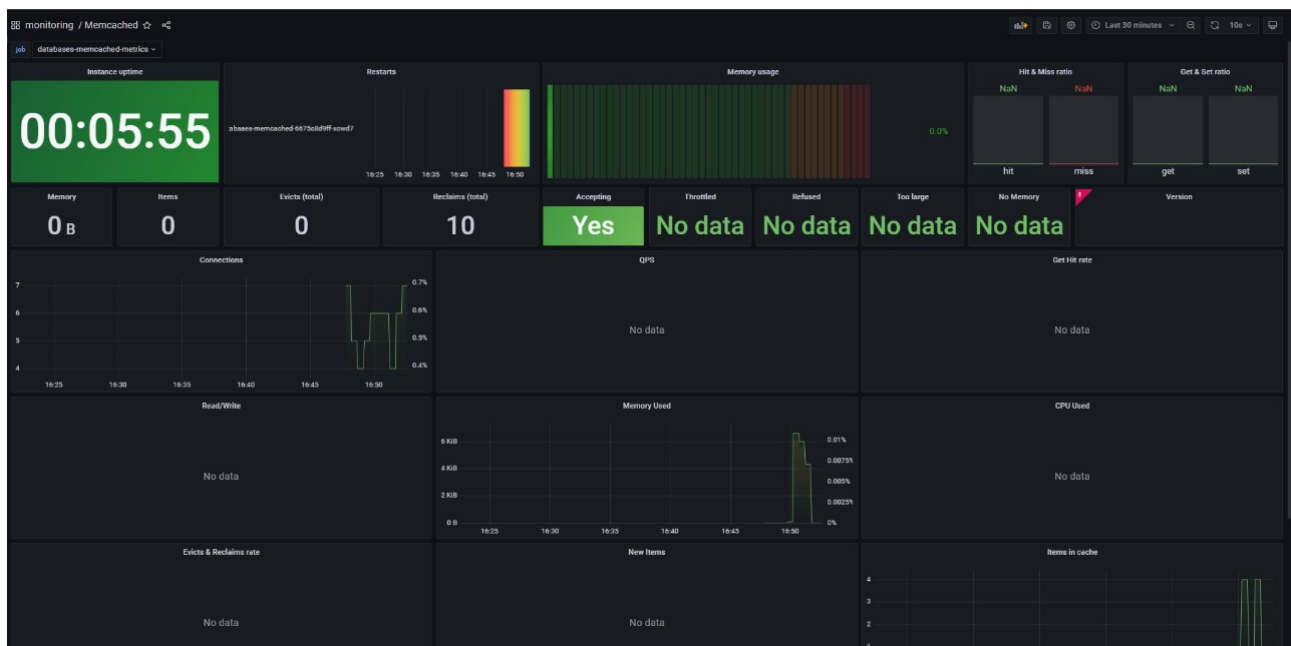 monitoring / Memcached
Last 30 minutes
10s
job databases-memcached-metrics
Instance uptime
00:05:55
Restarts
16:25 16:30 16:35 16:40 16:45 16:50
Memory usage
0.0%
Hit & Miss ratio
NaN NaN
hit miss
Get & Set ratio
NaN NaN
get set
Memory
0 B
Items
0
Evicts (total)
0
Reclaims (total)
10
Accepting
Yes
Throttled
No data
Refused
No data
Too large
No data
No Memory
No data
Version
Connections
7
6
5
4
0.7%
0.6%
0.5%
0.4%
16:25 16:30 16:35 16:40 16:45 16:50
QPS
No data
Get Hit rate
No data
Read/Write
No data
Memory Used
6 KiB
4 KiB
2 KiB
0 B
0.01%
0.0075%
0.005%
0.0025%
0%
16:25 16:30 16:35 16:40 16:45 16:50
CPU Used
No data
Evicts & Reclaims rate
No data
New Items
No data
Items in cache
4
3
2